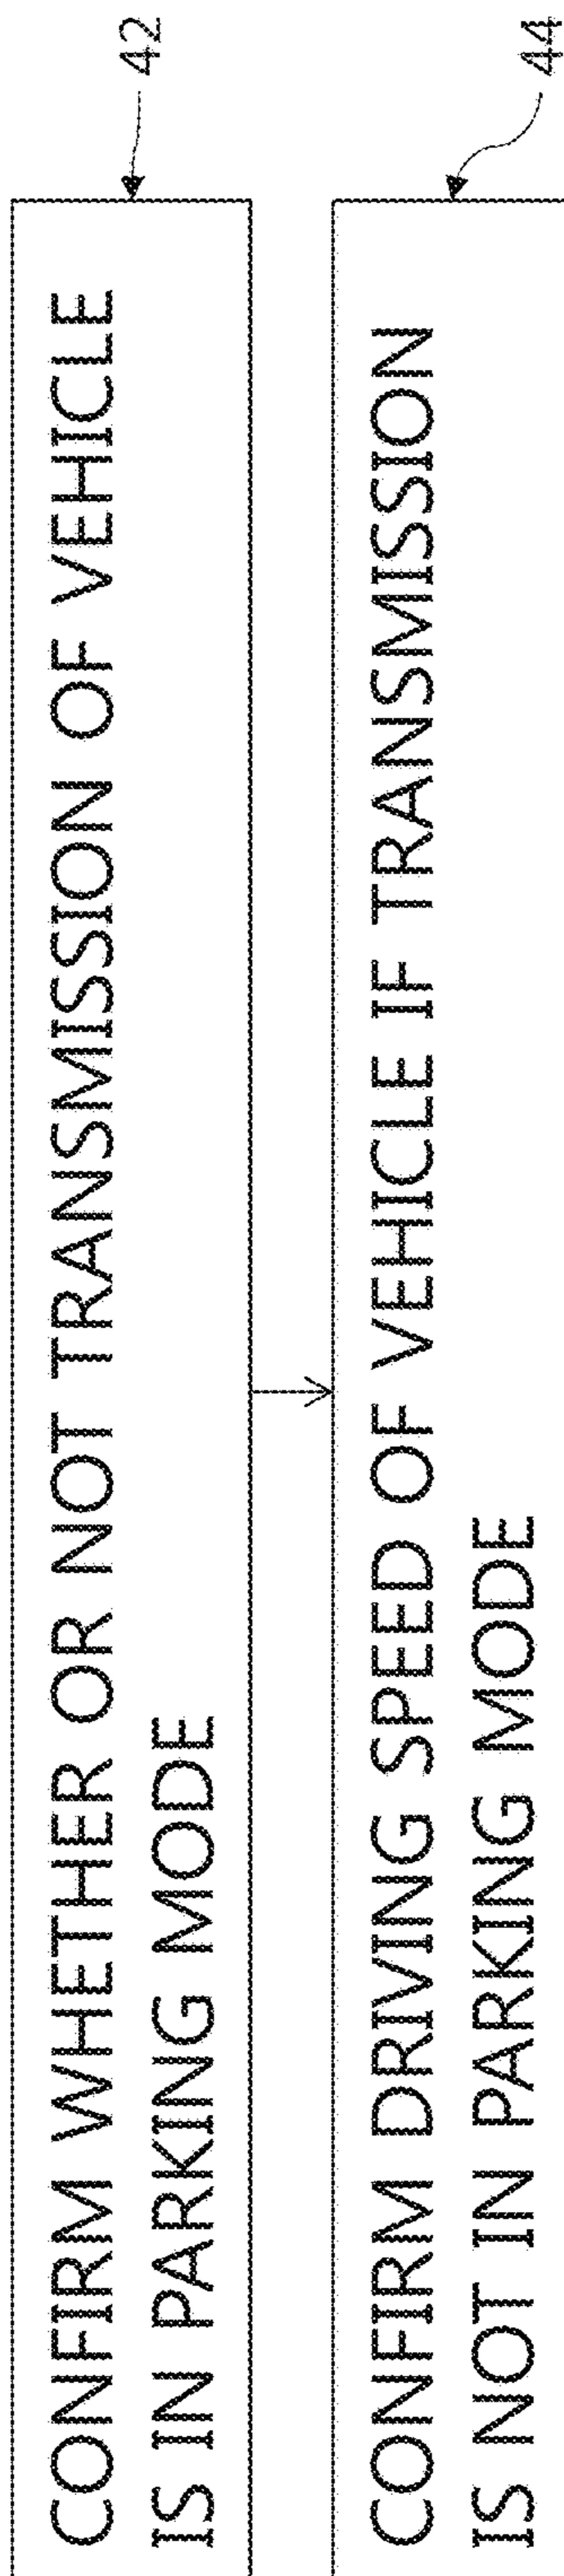 CONFIRM WHETHER OR NOT TRANSMISSION OF VEHICLE
IS IN PARKING MODE
42
CONFIRM DRIVING SPEED OF VEHICLE IF TRANSMISSION
IS NOT IN PARKING MODE
44